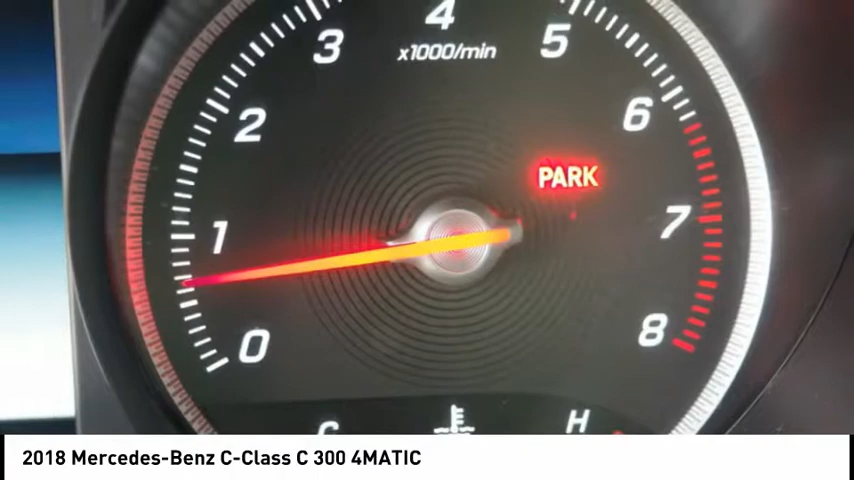 4
3 5
x1000/min
2 6
PARK
1 7
0 8
C H
2018 Mercedes-Benz C-Class C 300 4MATIC